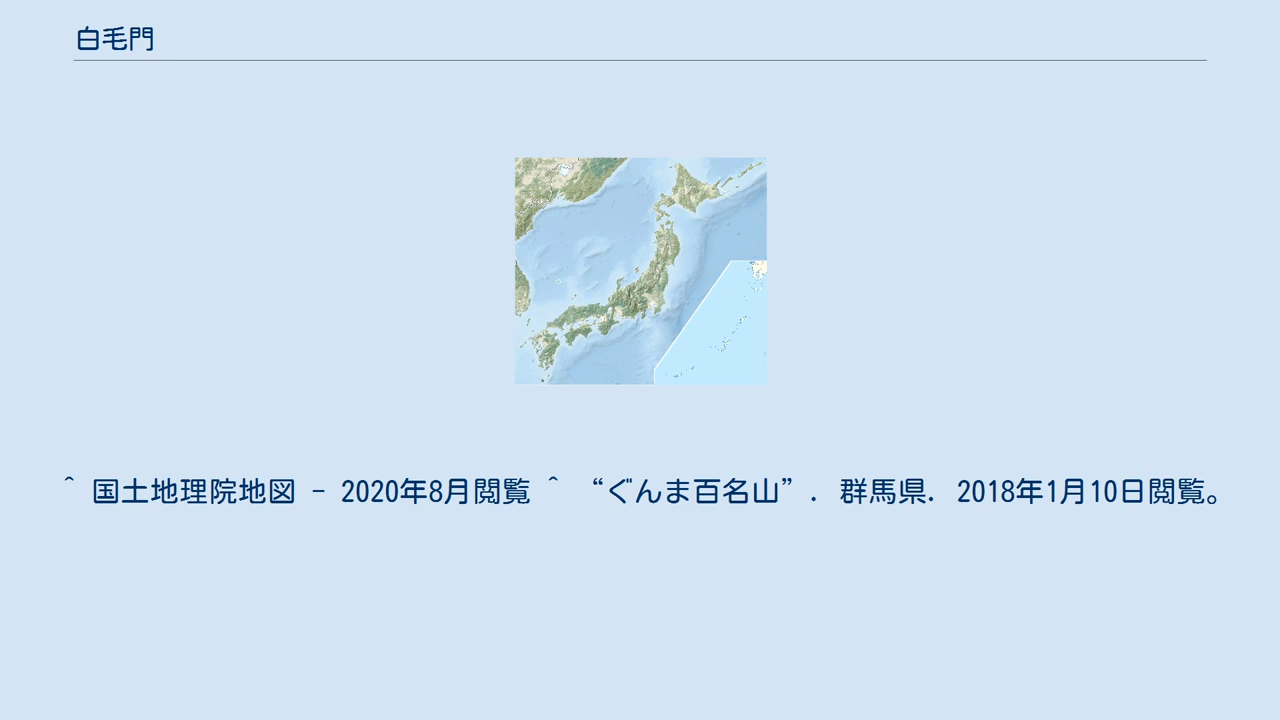 白毛門
^ 国土地理院地図 - 2020年8月閲覧 ^ “ぐんま百名山”. 群馬県. 2018年1月10日閲覧。